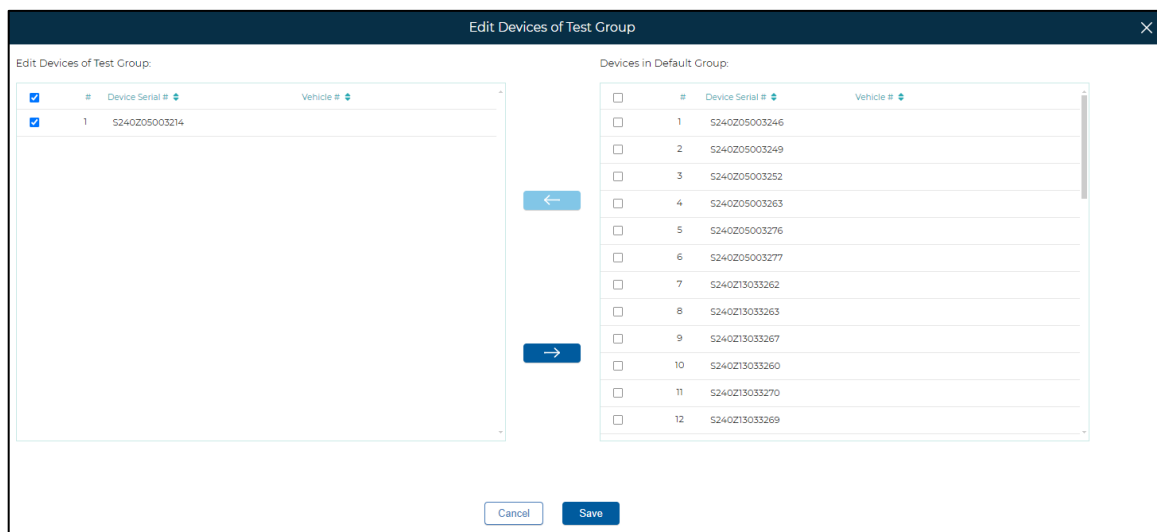 Edit Devices of Test Group
Edit Devices of Test Group:
# Device Serial # Vehicle #
1 S240Z05003214
Devices in Default Group:
# Device Serial # Vehicle #
1 S240Z05003246
2 S240Z05003249
3 S240Z05003252
4 S240Z05003263
5 S240Z05003276
6 S240Z05003277
7 S240Z13033262
8 S240Z13033263
9 S240Z13033267
10 S240Z13033260
11 S240Z13033270
12 S240Z13033269
Cancel Save